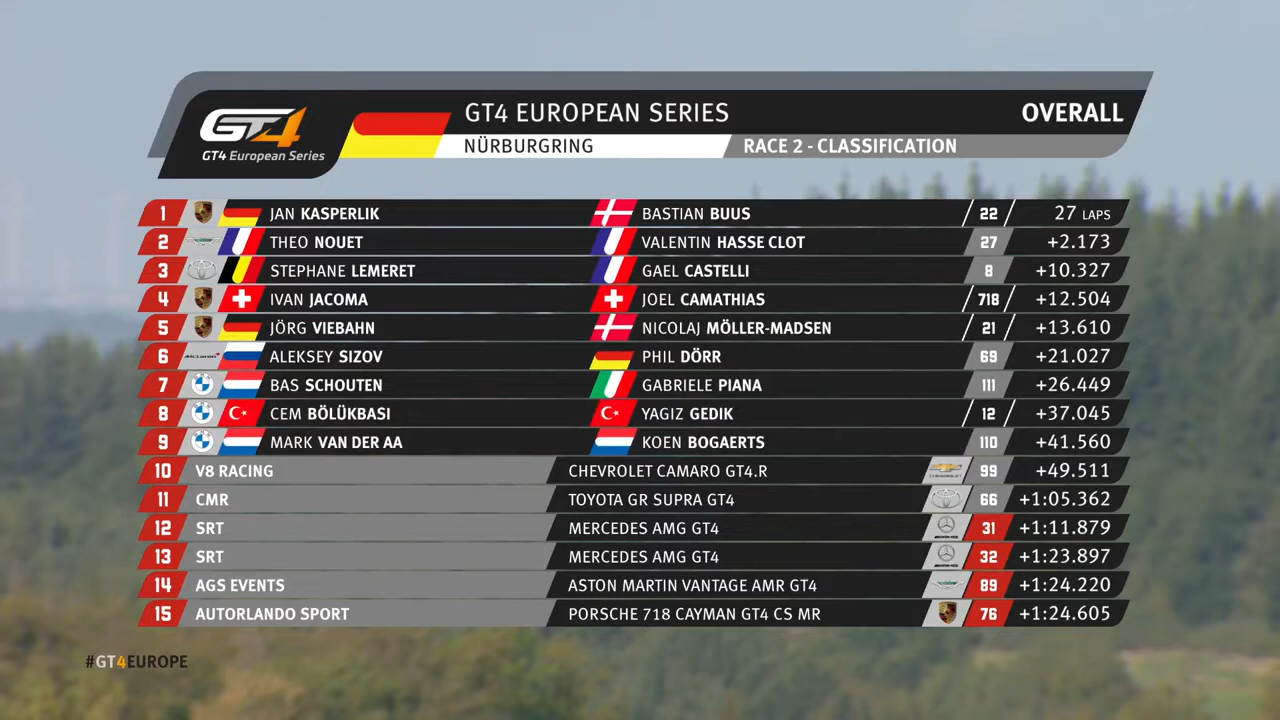 GT4 EUROPEAN SERIES OVERALL
GT4 European Series
NÜRBURGRING RACE 2 - CLASSIFICATION
1 JAN KASPERLIK BASTIAN BUUS 22 27 LAPS
2 THEO NOUET VALENTIN HASSE CLOT 27 +2.173
3 STEPHANE LEMERET GAEL CASTELLI 8 +10.327
4 IVAN JACOMA JOEL CAMATHIAS 718 +12.504
5 JÖRG VIEBAHN NICOLAJ MÖLLER-MADSEN 21 +13.610
6 McLaren ALEKSEY SIZOV PHIL DÖRR 69 +21.027
7 BAS SCHOUTEN GABRIELE PIANA 111 +26.449
8 CEM BÖLÜKBASI YAGIZ GEDIK 12 +37.045
9 MARK VAN DER AA KOEN BOGAERTS 110 +41.560
10 V8 RACING CHEVROLET CAMARO GT4.R CHEVROLET 99 +49.511
11 CMR TOYOTA GR SUPRA GT4 66 +1:05.362
12 SRT MERCEDES AMG GT4 31 +1:11.879
13 SRT MERCEDES AMG GT4 32 +1:23.897
14 AGS EVENTS ASTON MARTIN VANTAGE AMR GT4 89 +1:24.220
15 AUTORLANDO SPORT PORSCHE 718 CAYMAN GT4 CS MR 76 +1:24.605
#GT4EUROPE